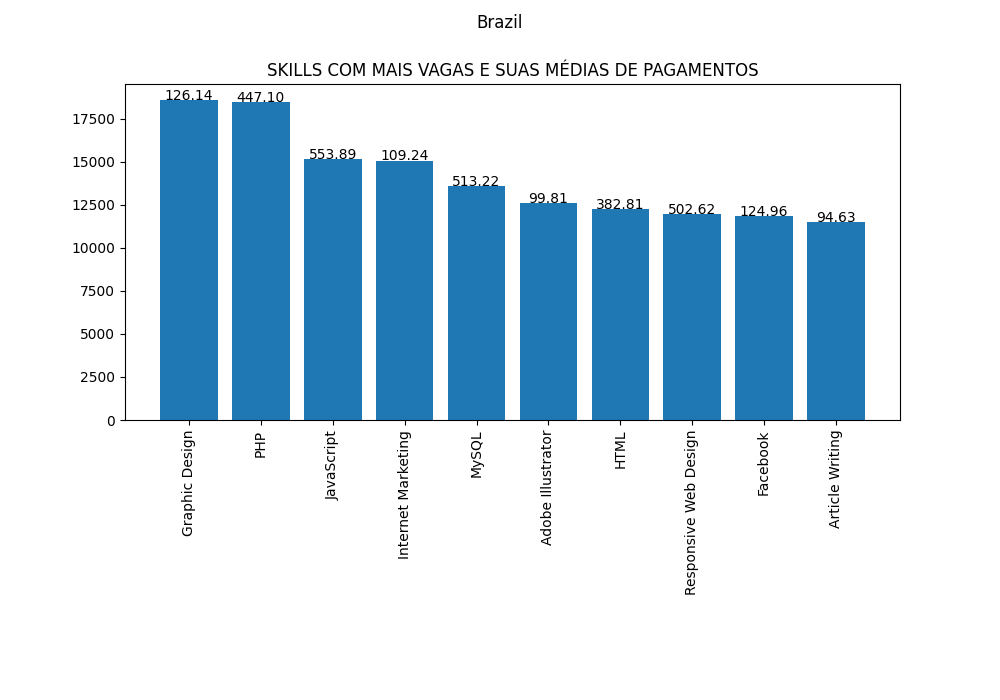 Brazil
SKILLS COM MAIS VAGAS E SUAS MÉDIAS DE PAGAMENTOS
126.14
447.10
553.89
109.24
513.22
99.81
382.81
502.62
124.96
94.63
17500
15000
12500
10000
7500
5000
2500
0
Graphic Design
PHP
JavaScript
Internet Marketing
MySQL
Adobe Illustrator
HTML
Responsive Web Design
Facebook
Article Writing